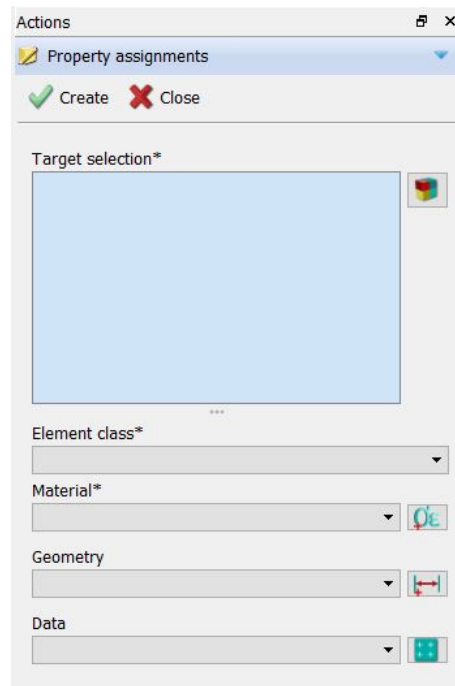 Actions
Property assignments
Create Close
Target selection*
Element class*
Material*
Geometry
Data